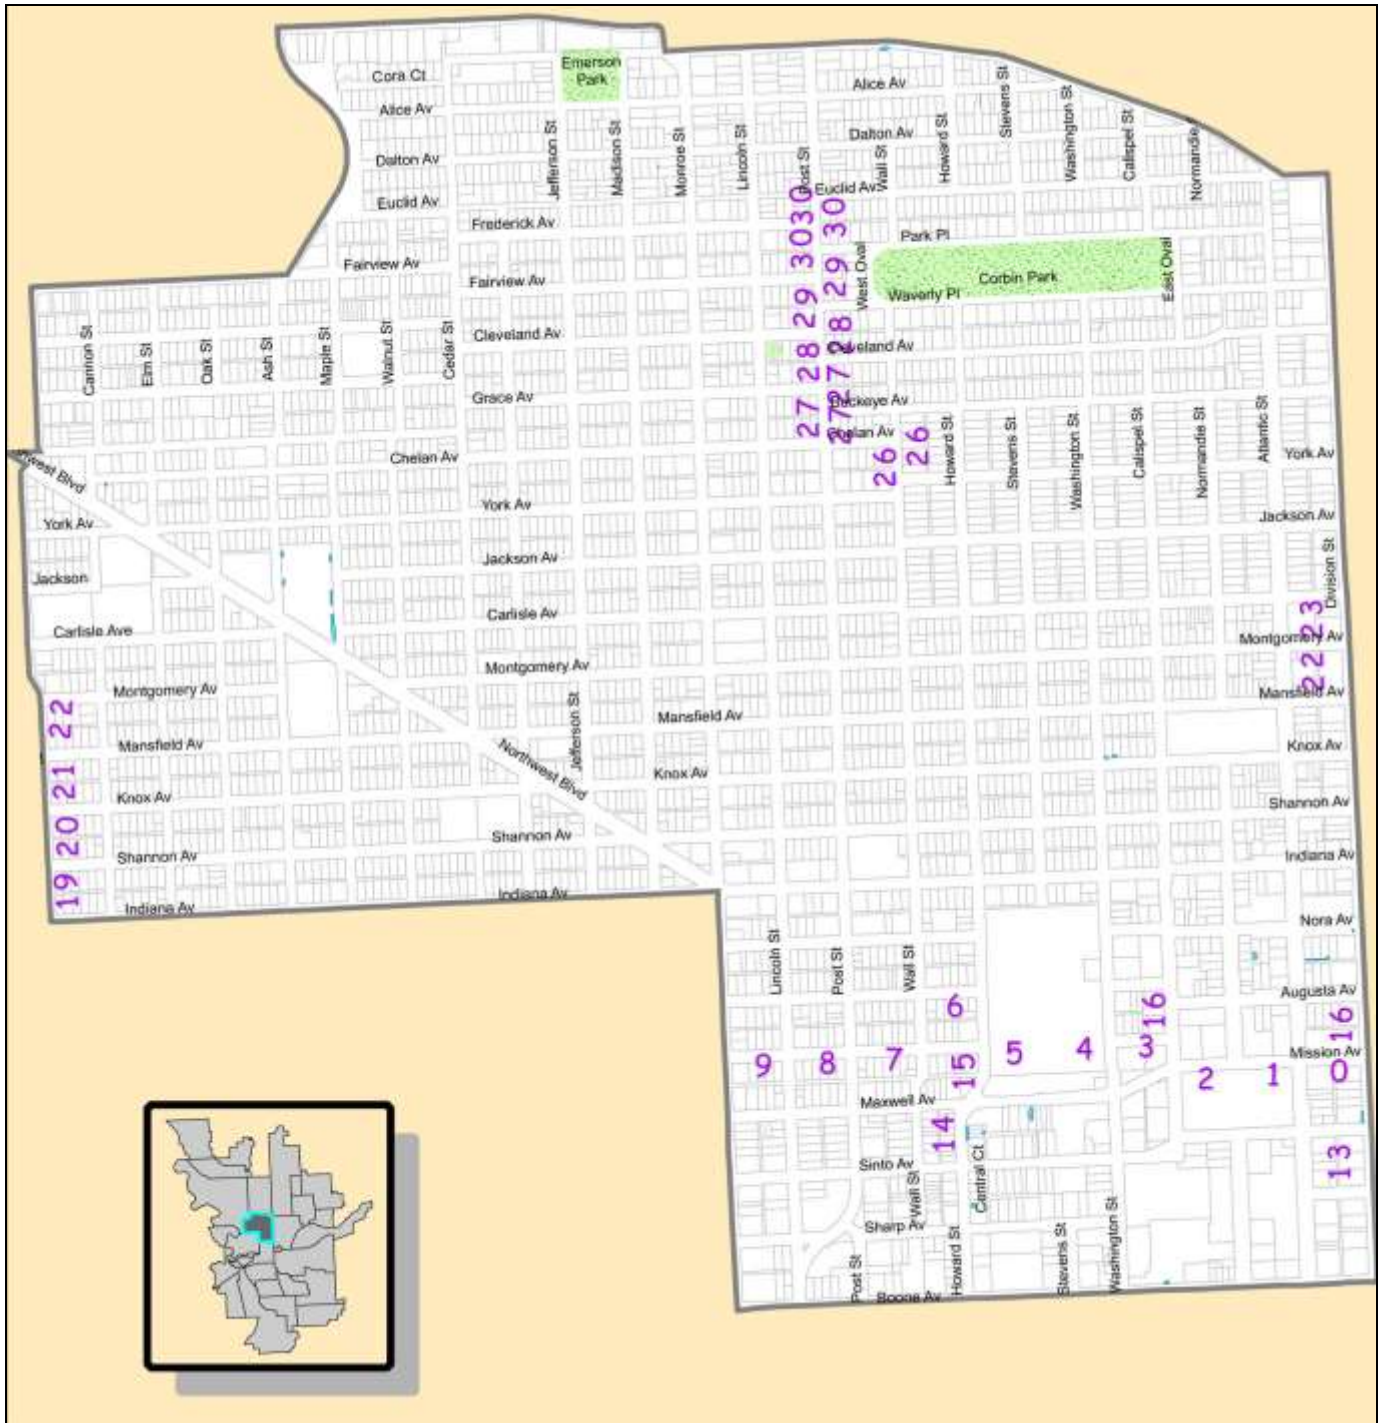 Emerson
Park
Cora Ct
Alice Av
Alice Av
Stevens St
Washington St
Calispel St
Howard St
Dalton Av
Jefferson St
Madison St
Monroe St
Lincoln St
Post St
Wall St
Dalton Av
Euclid Av
Euclid Av
30
30
30
Frederick Av
Park Pl
Fairview Av
Fairview Av
West Oval
Corbin Park
East Oval
Waverly Pl
29
29
Cannon St
Elm St
Oak St
Ash St
Maple St
Walnut St
Cedar St
Cleveland Av
28
28
Cleveland Av
Grace Av
27
27
27
Buckeye Av
Chelan Av
26
26
Howard St
Stevens St
Washington St
Calispel St
Normandie St
Atlantic St
York Av
Chelan Av
York Av
York Av
Jackson Av
Jackson Av
Jackson
Division St
Carlisle Av
Carlisle Ave
23
Montgomery Av
Montgomery Av
Montgomery Av
22
Mansfield Av
22
Mansfield Av
Jefferson St
Mansfield Av
Northwest Blvd
Knox Av
Knox Av
21
Knox Av
Shannon Av
20
Shannon Av
Shannon Av
Indiana Av
19
Indiana Av
Indiana Av
Nora Av
Lincoln St
Post St
Wall St
Augusta Av
6
16
16
9
8
7
15
5
4
3
Mission Av
2
1
0
Maxwell Av
14
13
Sinto Av
Central Ct
Wall St
Sharp Av
Post St
Howard St
Stevens St
Washington St
Boone Av